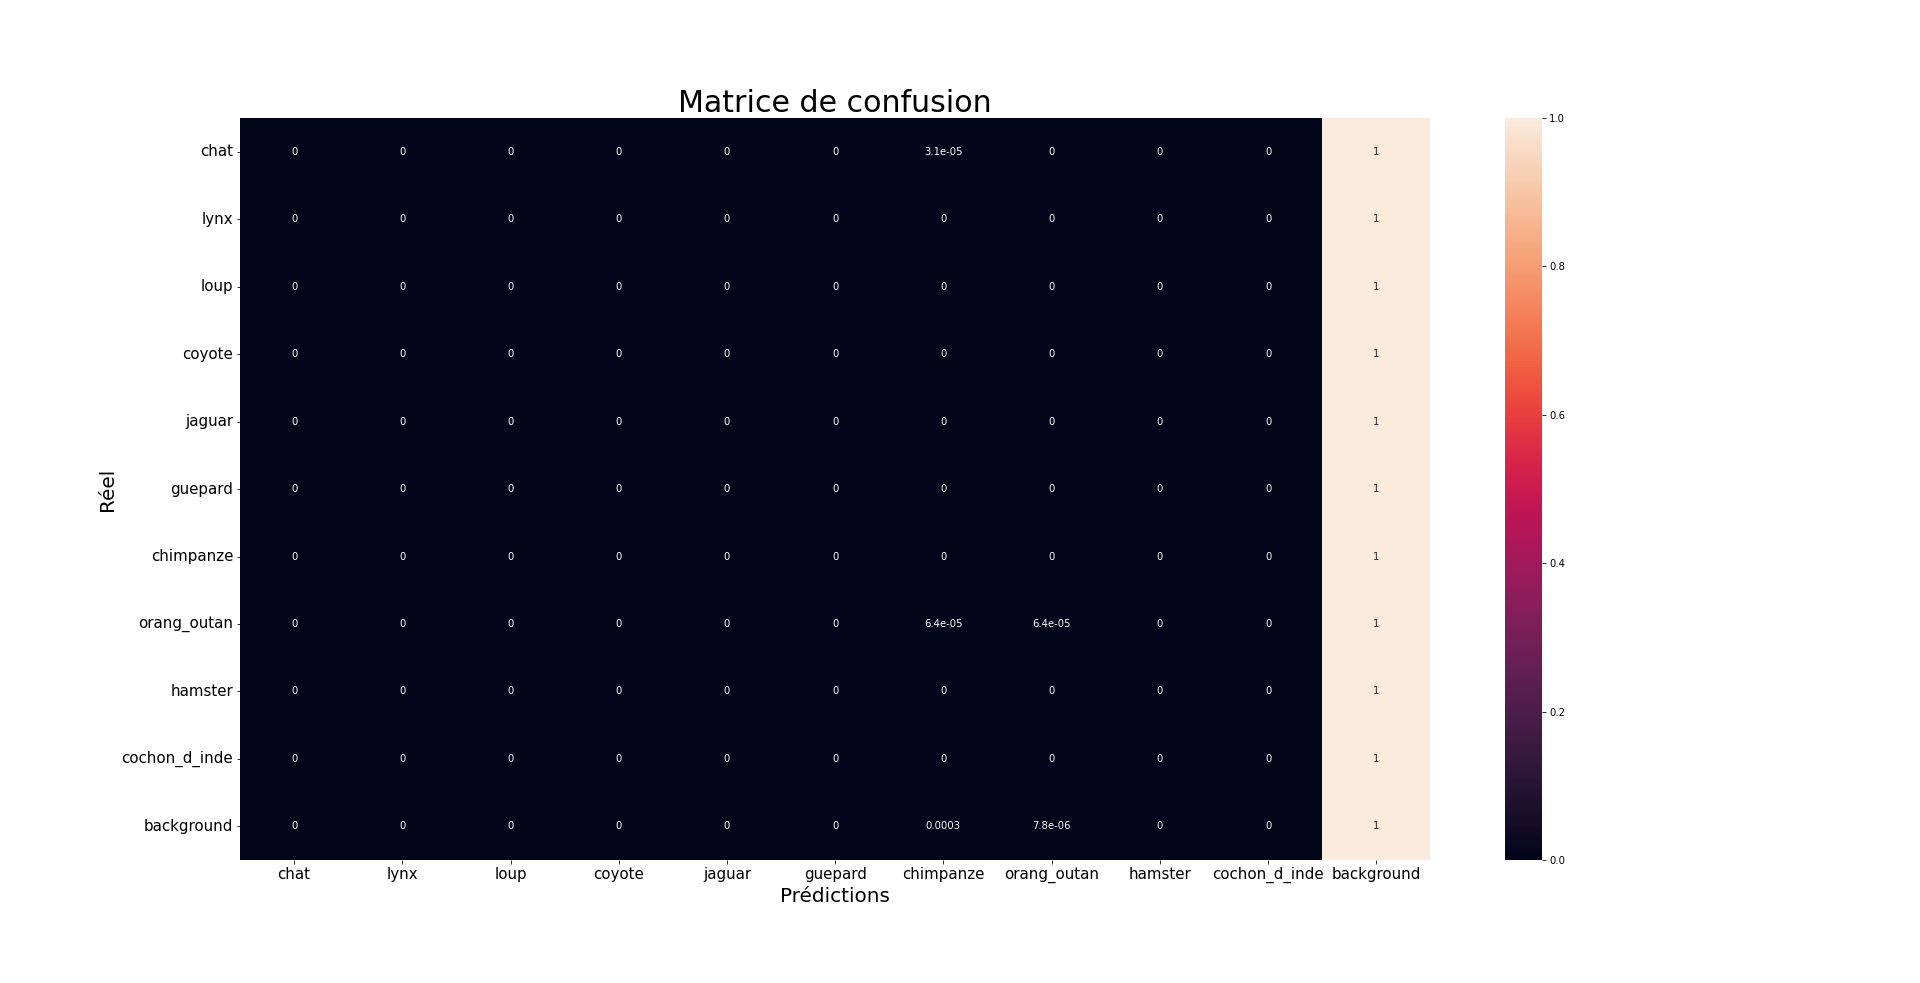 Matrice de confusion
chat 0 0 0 0 0 0 3.1e-05 0 0 0 1
lynx 0 0 0 0 0 0 0 0 0 0 1
loup 0 0 0 0 0 0 0 0 0 0 1
coyote 0 0 0 0 0 0 0 0 0 0 1
jaguar 0 0 0 0 0 0 0 0 0 0 1
guepard 0 0 0 0 0 0 0 0 0 0 1
chimpanze 0 0 0 0 0 0 0 0 0 0 1
orang_outan 0 0 0 0 0 0 6.4e-05 6.4e-05 0 0 1
hamster 0 0 0 0 0 0 0 0 0 0 1
cochon_d_inde 0 0 0 0 0 0 0 0 0 0 1
background 0 0 0 0 0 0 0.0003 7.8e-06 0 0 1
chat lynx loup coyote jaguar guepard chimpanze orang_outan hamster cochon_d_inde background
Prédictions
Réel
1.0
0.8
0.6
0.4
0.2
0.0